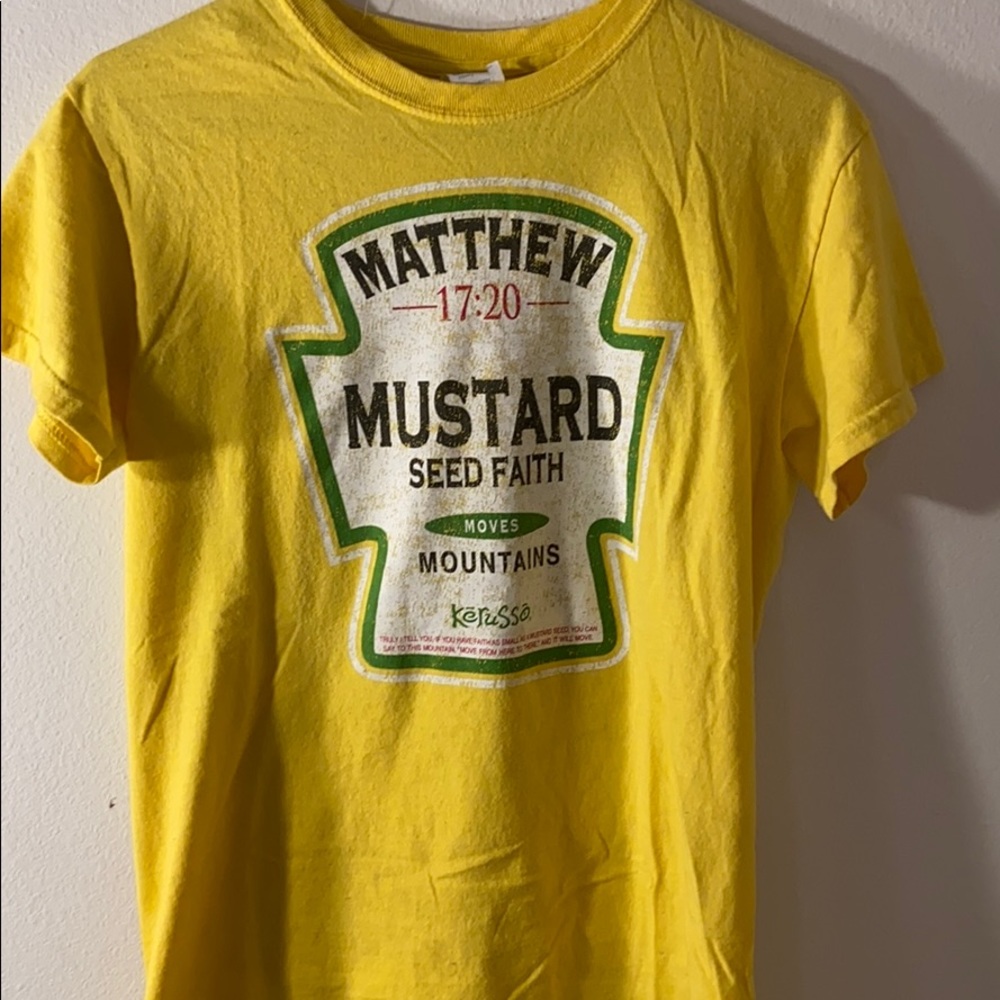 MATTHEW
17:20
MUSTARD
SEED FAITH
MOVES
MOUNTAINS
Kerussō
TRULY I TELL YOU, IF YOU HAVE FAITH AS SMALL AS A MUSTARD SEED, YOU CAN
SAY TO THIS MOUNTAIN, "MOVE FROM HERE TO THERE" AND IT WILL MOVE.